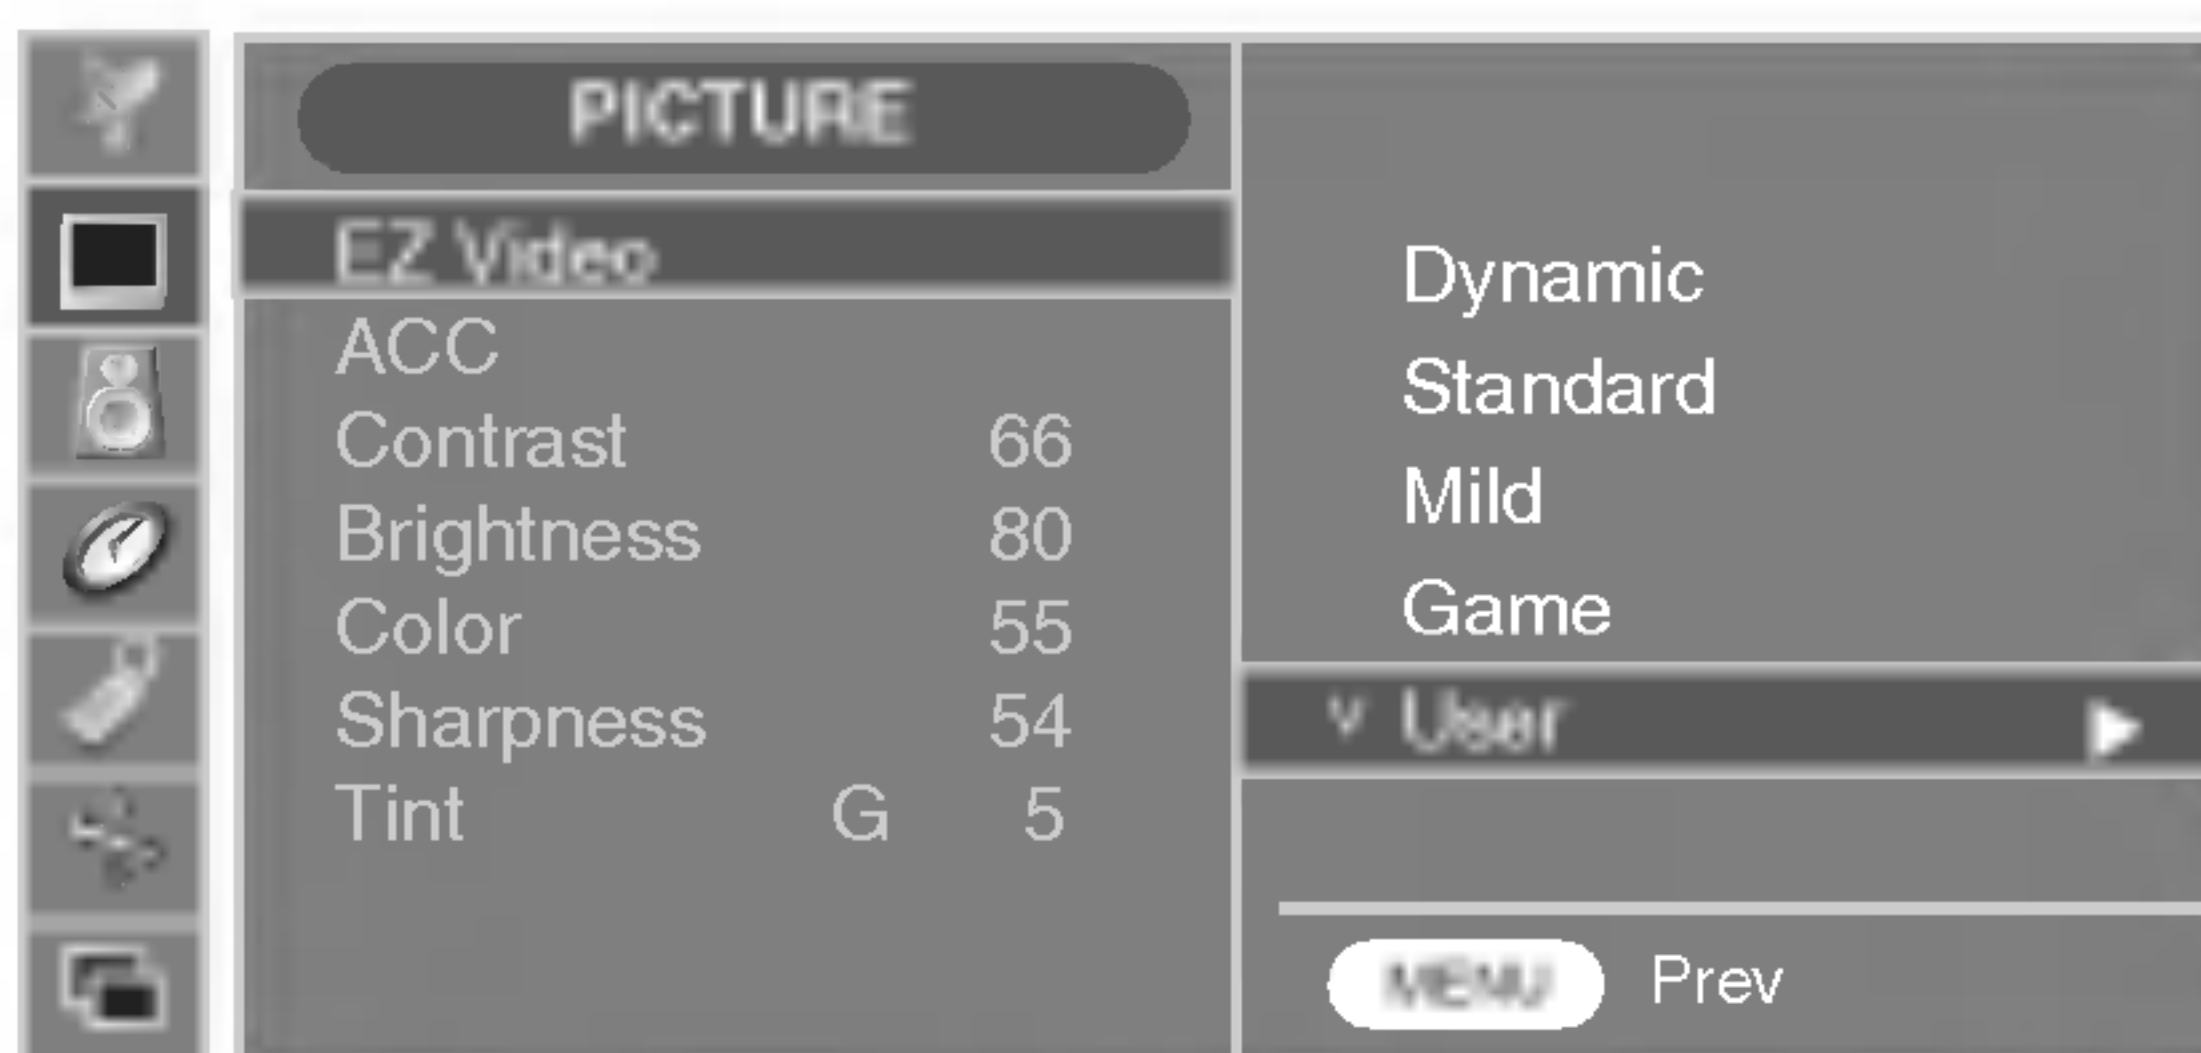 PICTURE
EZ Video
ACC
Contrast 66
Brightness 80
Color 55
Sharpness 54
Tint G 5
Dynamic
Standard
Mild
Game
v User ▶
MENU Prev